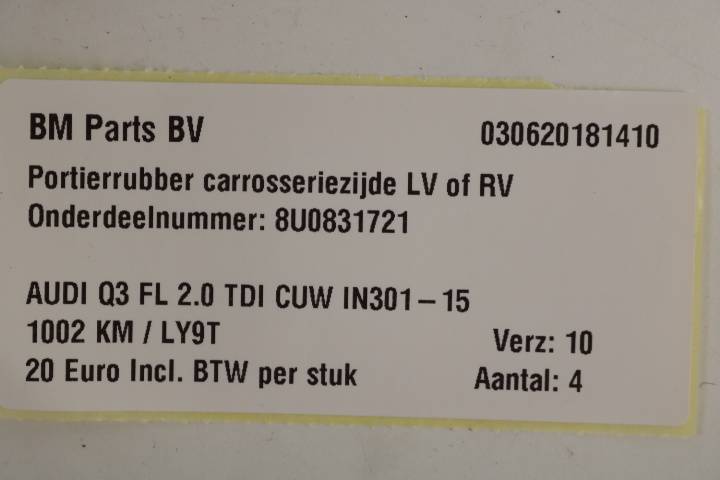 BM Parts BV 030620181410
Portierrubber carrosseriezijde LV of RV
Onderdeelnummer: 8U0831721
AUDI Q3 FL 2.0 TDI CUW IN301-15
1002 KM / LY9T Verz: 10
20 Euro Incl. BTW per stuk Aantal: 4